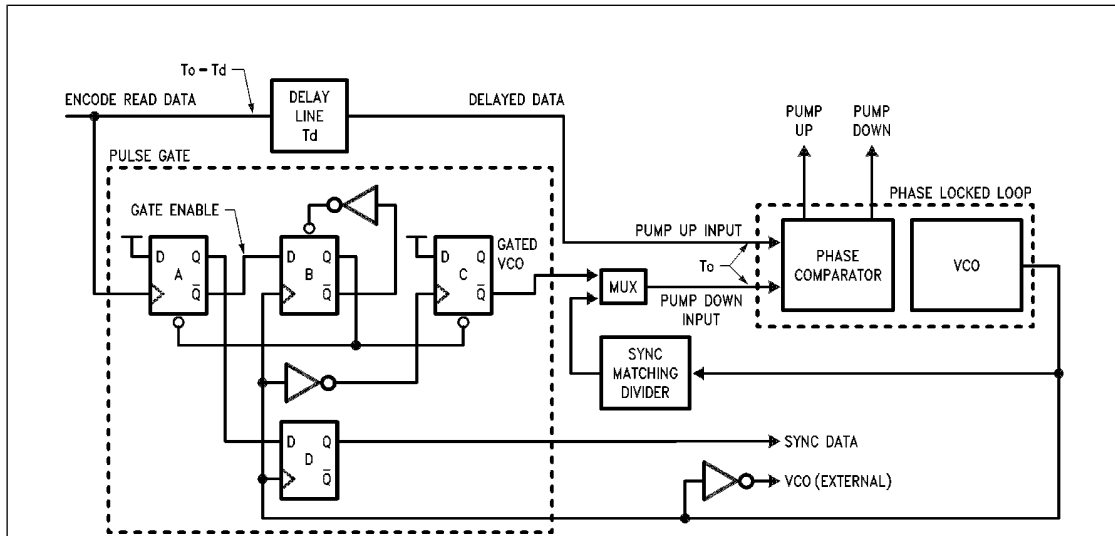 To – Td
ENCODE READ DATA
DELAY
LINE
Td
DELAYED DATA
PUMP
UP
PUMP
DOWN
PULSE GATE
PHASE LOCKED LOOP
GATE ENABLE
PUMP UP INPUT
D Q
A
Q̅
D Q
B
Q̅
D Q
C
Q̅
GATED
VCO
To
PHASE
COMPARATOR
VCO
MUX
PUMP DOWN
INPUT
SYNC
MATCHING
DIVIDER
D Q
D
Q̅
SYNC DATA
VCO (EXTERNAL)